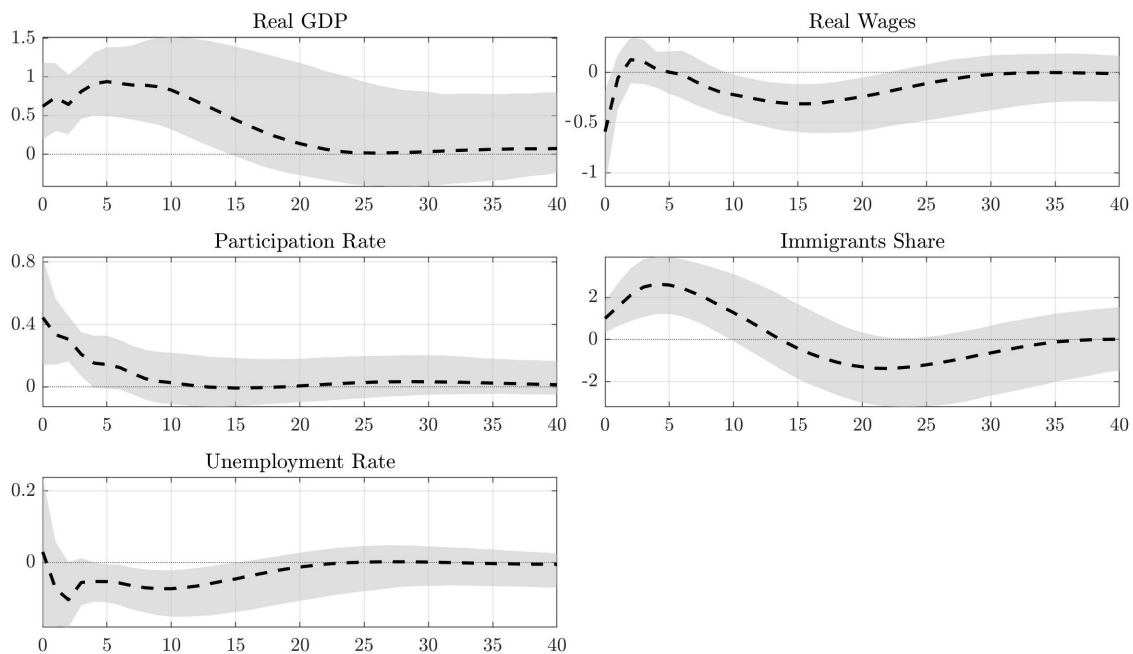 Real GDP
1.5
1
0.5
0
0 5 10 15 20 25 30 35 40
Real Wages
0
-0.5
-1
0 5 10 15 20 25 30 35 40
Participation Rate
0.8
0.4
0
0 5 10 15 20 25 30 35 40
Immigrants Share
2
0
-2
0 5 10 15 20 25 30 35 40
Unemployment Rate
0.2
0
0 5 10 15 20 25 30 35 40